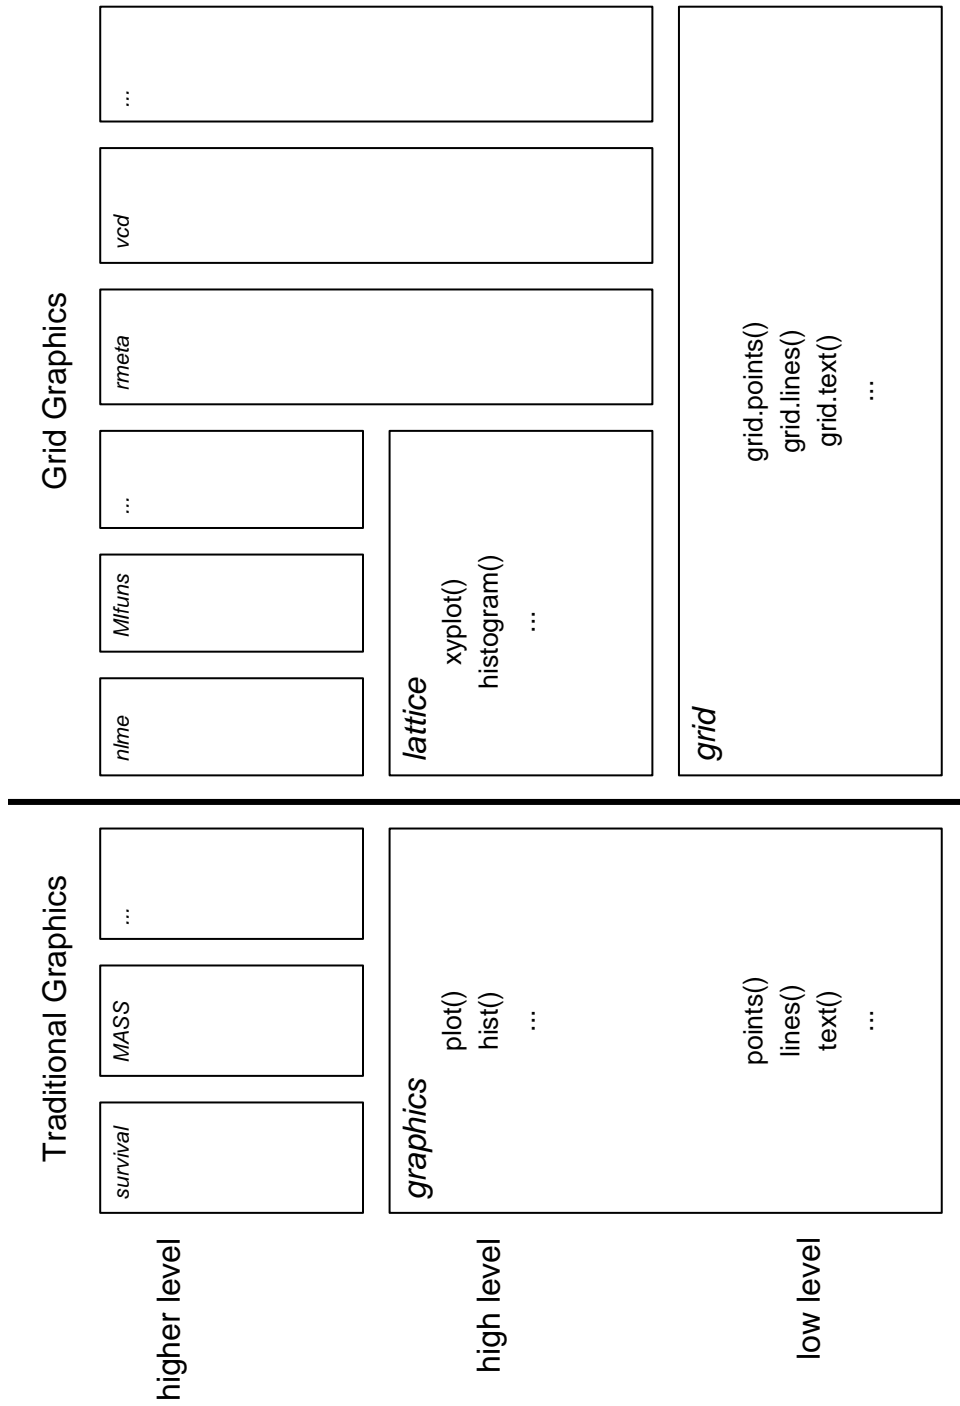 Traditional Graphics
Grid Graphics
higher level
survival
MASS
...
nlme
Mlfuns
...
rmeta
vcd
...
high level
graphics
plot()
hist()
...
lattice
xyplot()
histogram()
...
low level
points()
lines()
text()
...
grid
grid.points()
grid.lines()
grid.text()
...